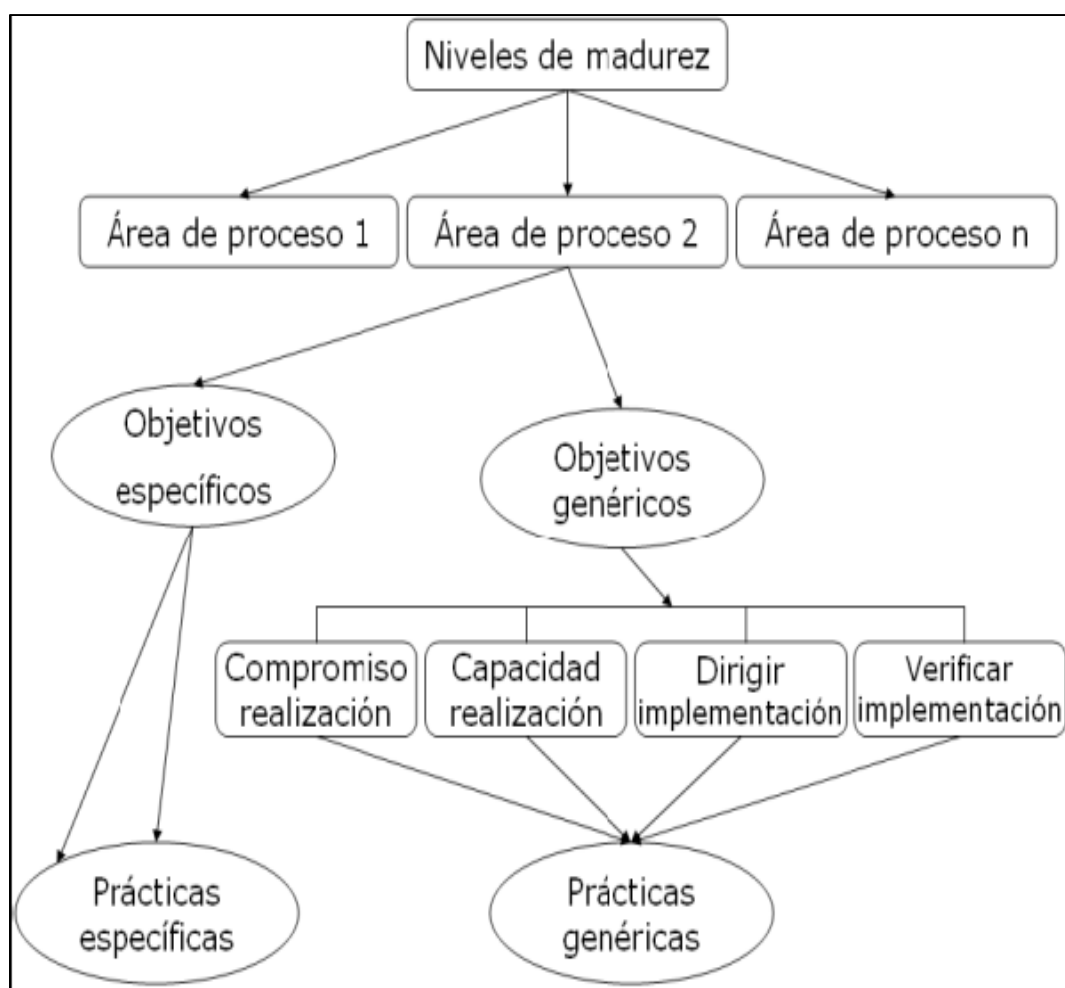 Niveles de madurez
Área de proceso 1
Área de proceso 2
Área de proceso n
Objetivos
específicos
Objetivos
genéricos
Compromiso
realización
Capacidad
realización
Dirigir
implementación
Verificar
implementación
Prácticas
específicas
Prácticas
genéricas